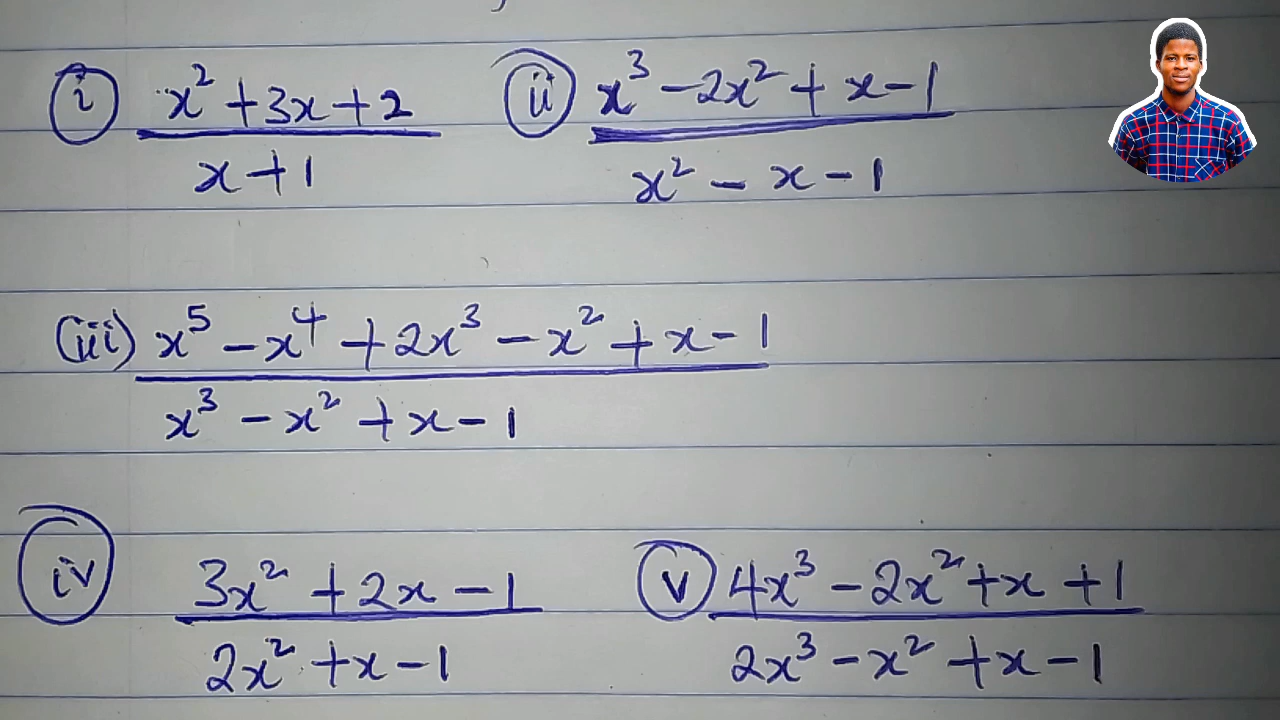 (i) x² + 3x + 2 (ii) x³ - 2x² + x - 1
x + 1 x² - x - 1
(iii) x⁵ - x⁴ + 2x³ - x² + x - 1
x³ - x² + x - 1
(iv) 3x² + 2x - 1 (v) 4x³ - 2x² + x + 1
2x² + x - 1 2x³ - x² + x - 1